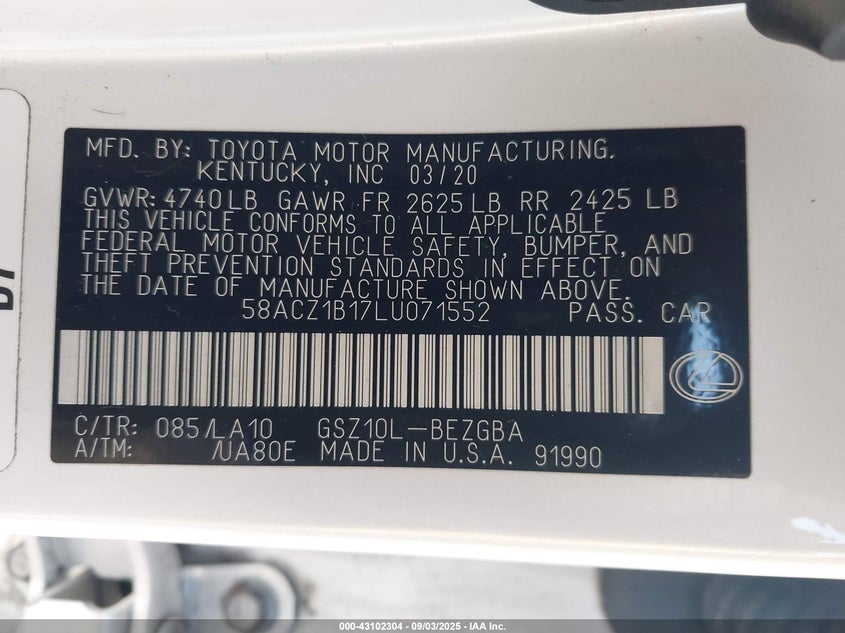 MFD. BY: TOYOTA MOTOR MANUFACTURING.
KENTUCKY, INC 03/20
GVWR: 4740LB GAWR FR 2625 LB RR 2425 LB
THIS VEHICLE CONFORMS TO ALL APPLICABLE
FEDERAL MOTOR VEHICLE SAFETY, BUMPER, AND
THEFT PREVENTION STANDARDS IN EFFECT ON
THE DATE OF MANUFACTURE SHOWN ABOVE.
58ACZ1B17LU071552 PASS. CAR
C/TR: 085/LA10 GSZ10L-BEZGBA
A/TM: /UA80E MADE IN U.S.A. 91990
000-43102304 - 09/03/2025 - IAA Inc.